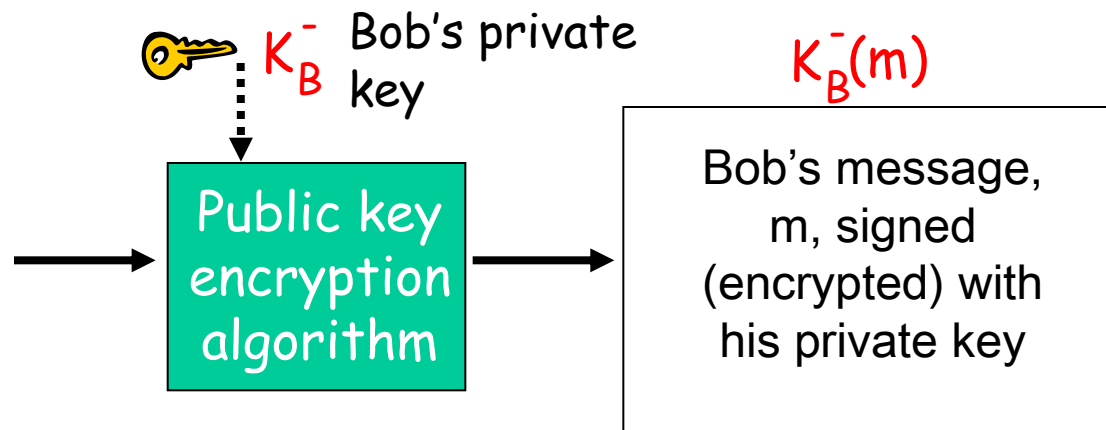 K_B^- Bob's private
key
K_B^-(m)
Public key
encryption
algorithm
Bob's message,
m, signed
(encrypted) with
his private key